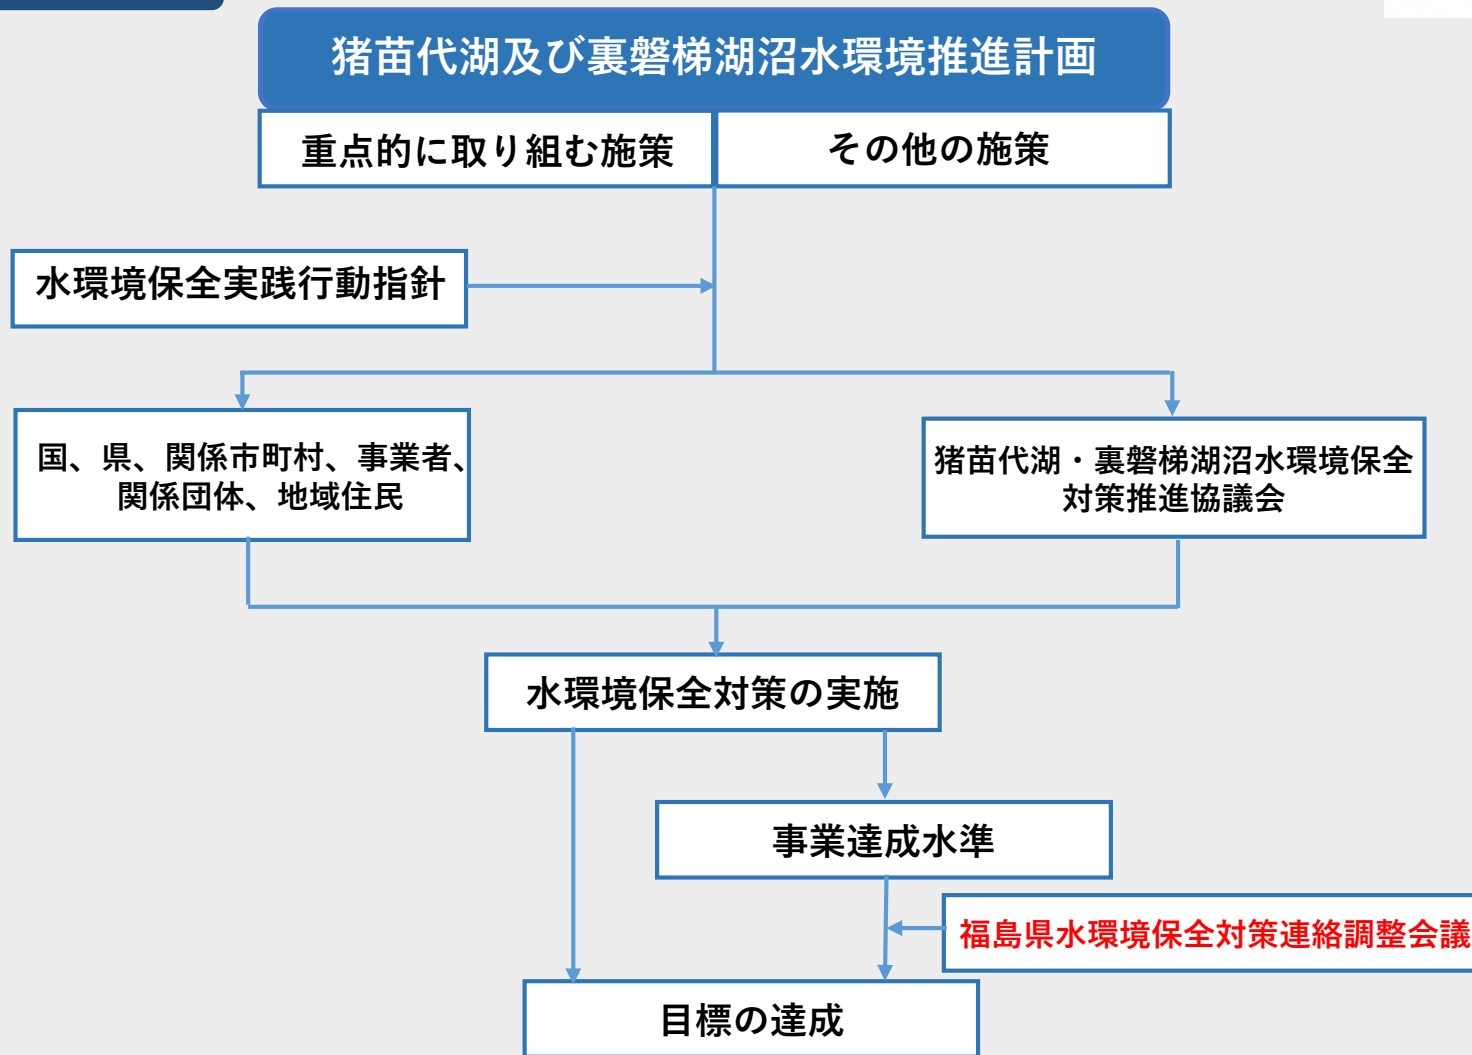 猪苗代湖及び裏磐梯湖沼水環境推進計画
重点的に取り組む施策
その他の施策
水環境保全実践行動指針
国、県、関係市町村、事業者、
関係団体、地域住民
猪苗代湖・裏磐梯湖沼水環境保全
対策推進協議会
水環境保全対策の実施
事業達成水準
福島県水環境保全対策連絡調整会議
目標の達成